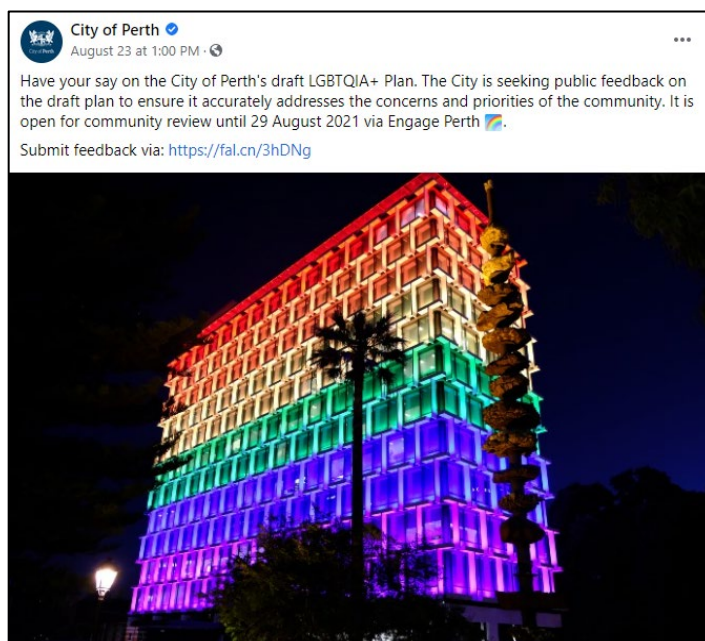 City of Perth
August 23 at 1:00 PM ·
City of Perth
Have your say on the City of Perth's draft LGBTQIA+ Plan. The City is seeking public feedback on
the draft plan to ensure it accurately addresses the concerns and priorities of the community. It is
open for community review until 29 August 2021 via Engage Perth 🌈.
Submit feedback via: https://fal.cn/3hDNg